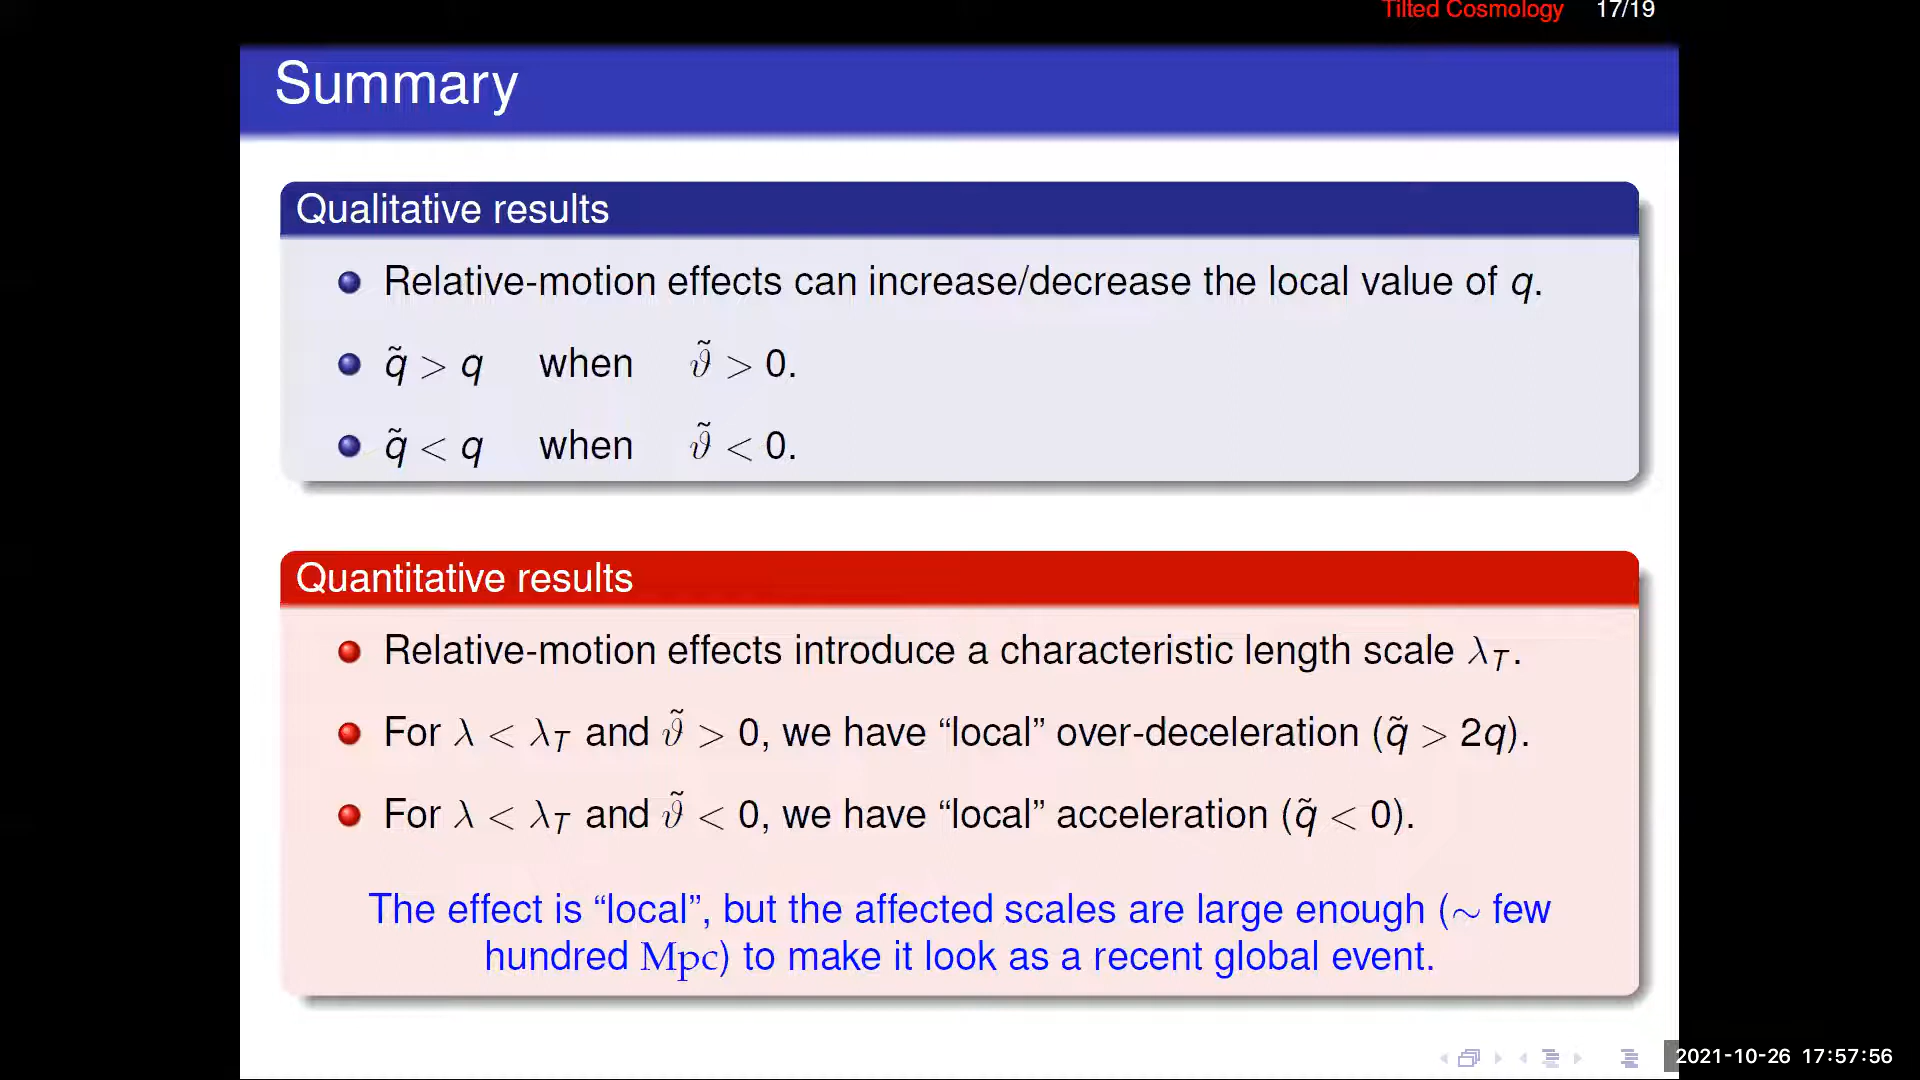 Tilted Cosmology 17/19
Summary
Qualitative results
Relative-motion effects can increase/decrease the local value of q.
q̃ > q when ϑ̃ > 0.
q̃ < q when ϑ̃ < 0.
Quantitative results
Relative-motion effects introduce a characteristic length scale λ_T.
For λ < λ_T and ϑ̃ > 0, we have “local” over-deceleration (q̃ > 2q).
For λ < λ_T and ϑ̃ < 0, we have “local” acceleration (q̃ < 0).
The effect is “local”, but the affected scales are large enough (∼ few
hundred Mpc) to make it look as a recent global event.
2021-10-26 17:57:56